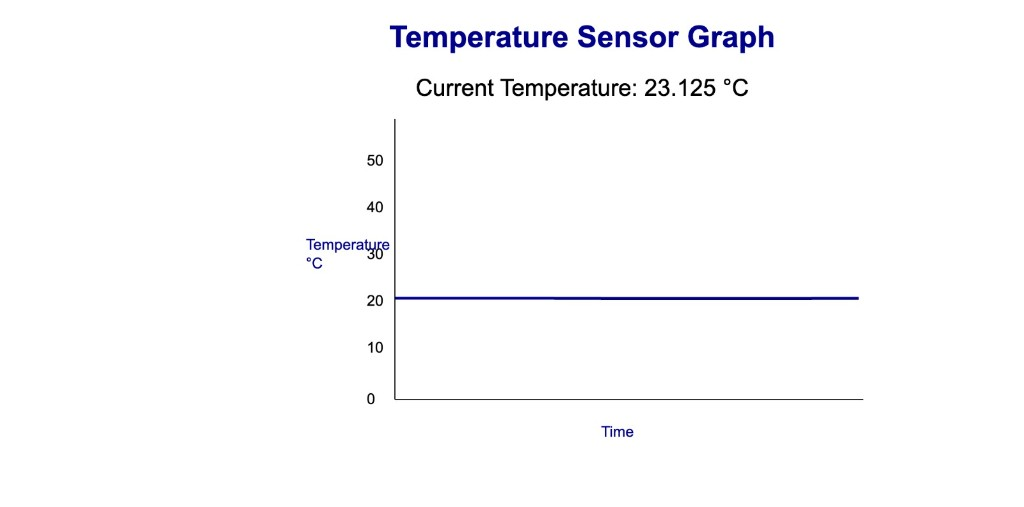 Temperature Sensor Graph
Current Temperature: 23.125 °C
50
40
Temperature
30
°C
20
10
0
Time